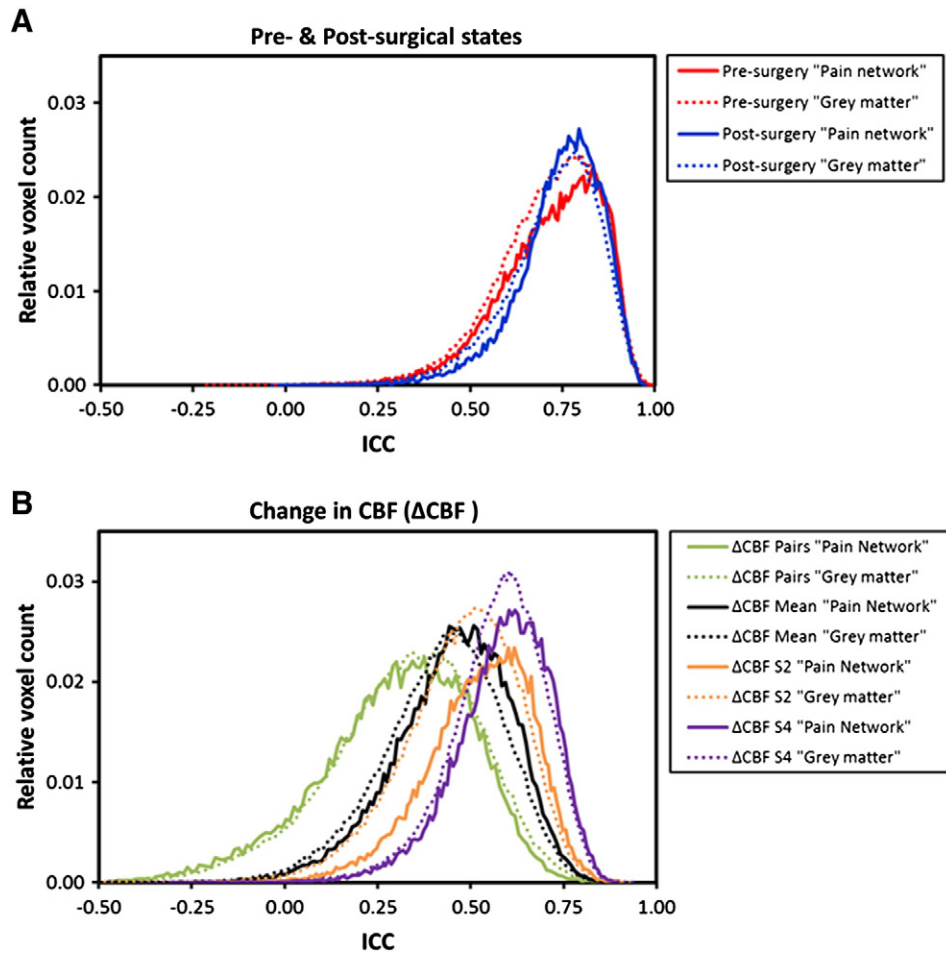 A
Pre- & Post-surgical states
Relative voxel count
0.03
0.02
0.01
0.00
-0.50
-0.25
0.00
0.25
0.50
0.75
1.00
ICC
Pre-surgery "Pain network"
Pre-surgery "Grey matter"
Post-surgery "Pain network"
Post-surgery "Grey matter"
B
Change in CBF (ΔCBF )
Relative voxel count
0.03
0.02
0.01
0.00
-0.50
-0.25
0.00
0.25
0.50
0.75
1.00
ICC
ΔCBF Pairs "Pain Network"
ΔCBF Pairs "Grey matter"
ΔCBF Mean "Pain Network"
ΔCBF Mean "Grey matter"
ΔCBF S2 "Pain Network"
ΔCBF S2 "Grey matter"
ΔCBF S4 "Pain Network"
ΔCBF S4 "Grey matter"